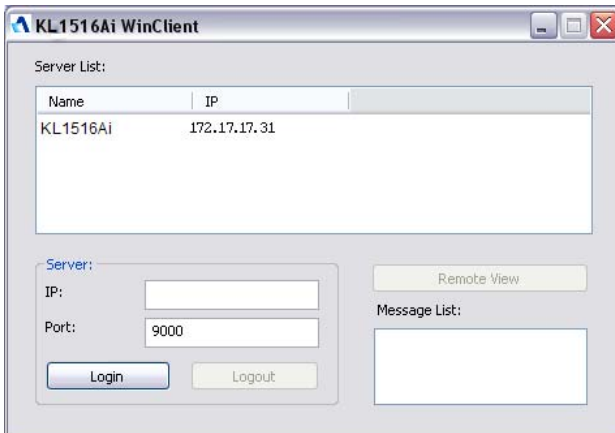 KL1516Ai WinClient
Server List:
Name IP
KL1516Ai 172.17.17.31
Server:
IP:
Port: 9000
Login Logout
Remote View
Message List: